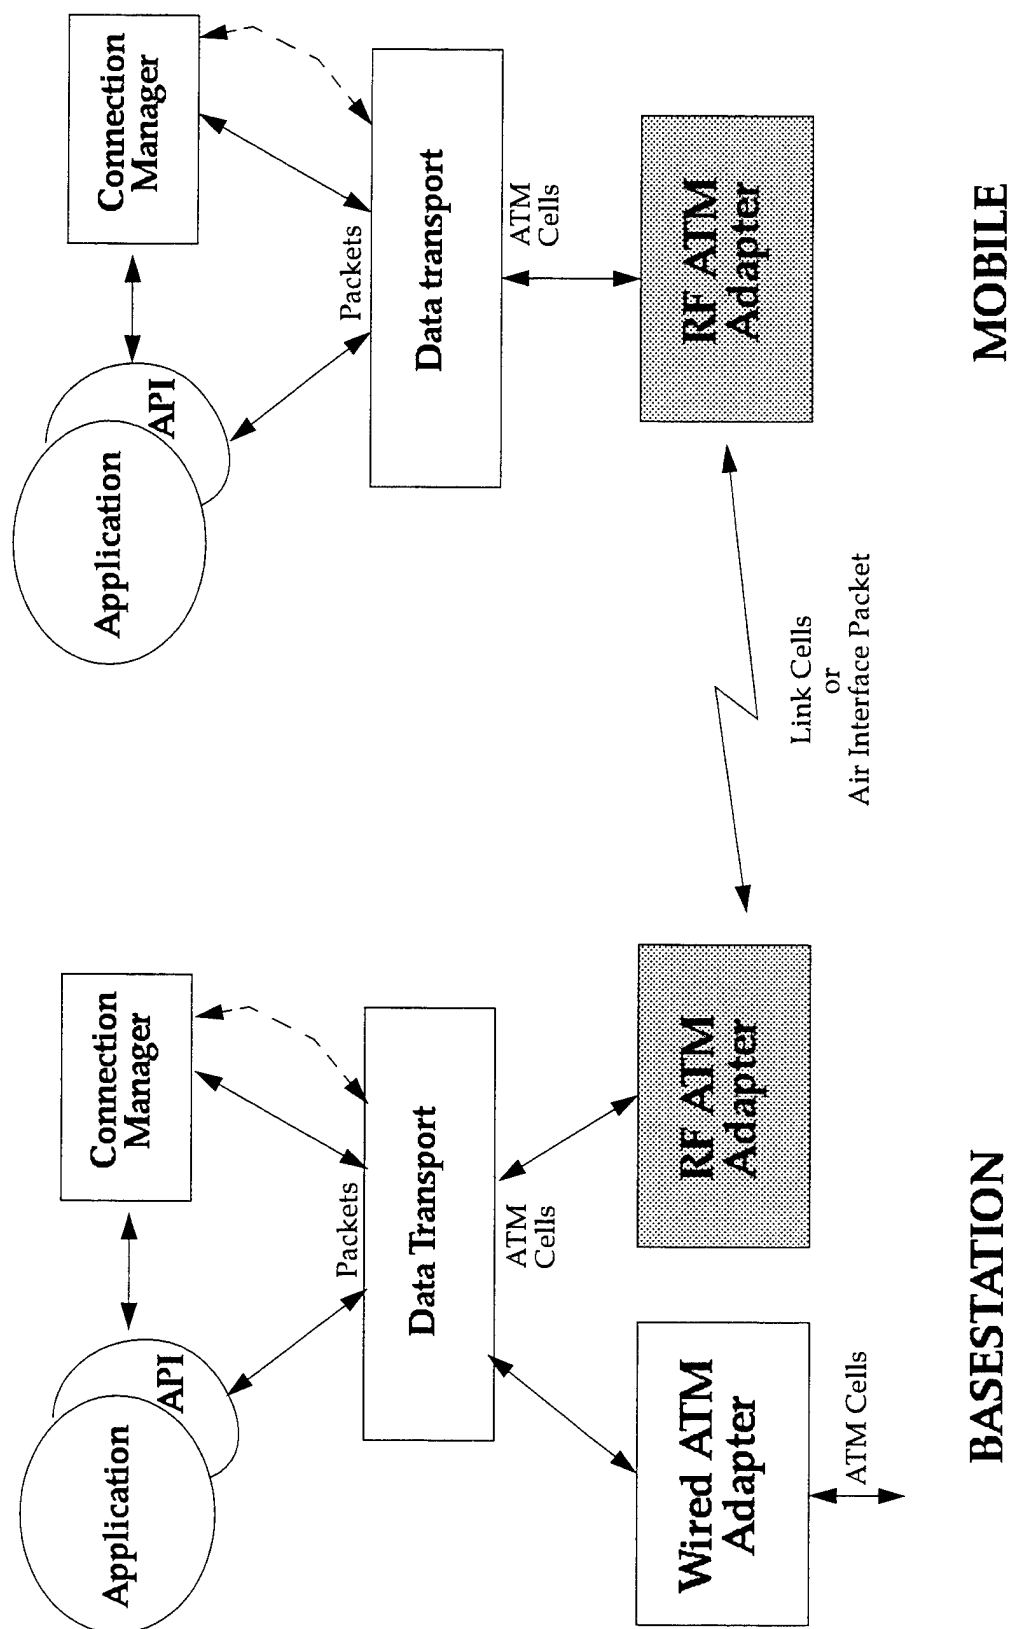 Application
API
Connection
Manager
Packets
Data Transport
ATM
Cells
Wired ATM
Adapter
RF ATM
Adapter
ATM Cells
BASESTATION
Application
API
Connection
Manager
Packets
Data transport
ATM
Cells
RF ATM
Adapter
Link Cells
or
Air Interface Packet
MOBILE